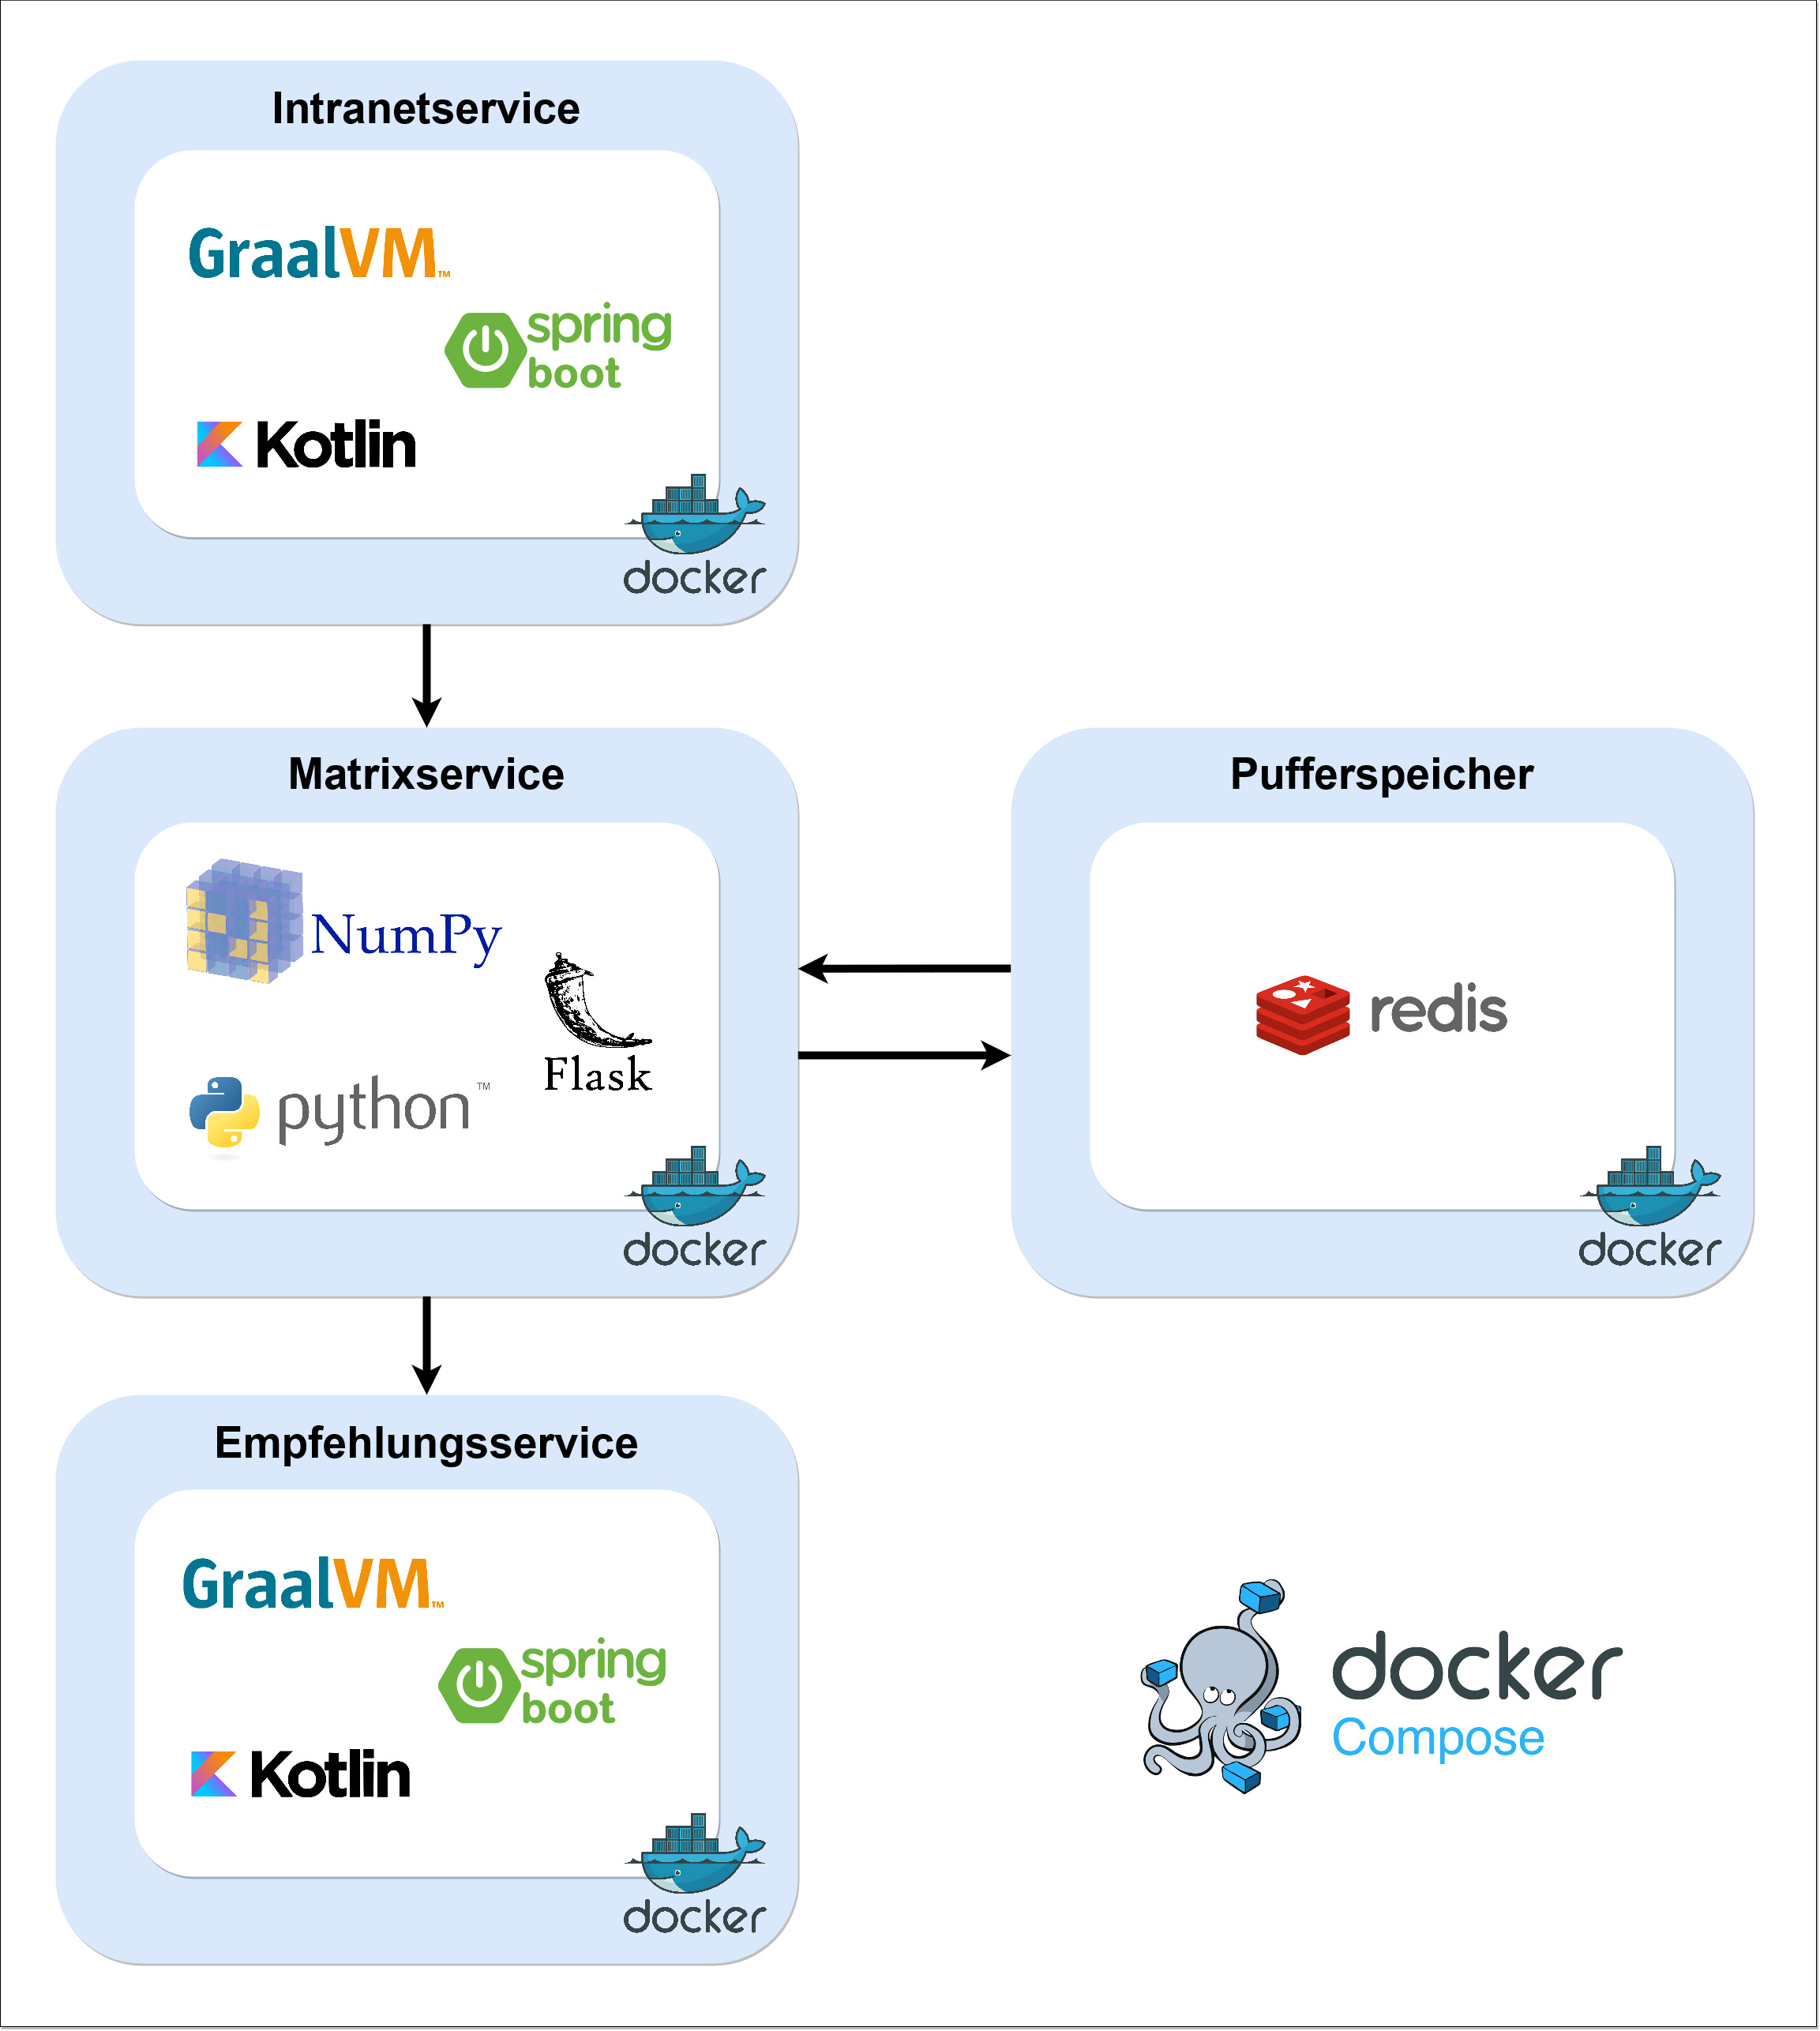 Intranetservice
GraalVM™
spring
boot
Kotlin
docker
Matrixservice
NumPy
Flask
python™
docker
Pufferspeicher
redis
docker
Empfehlungsservice
GraalVM™
spring
boot
Kotlin
docker
docker
Compose